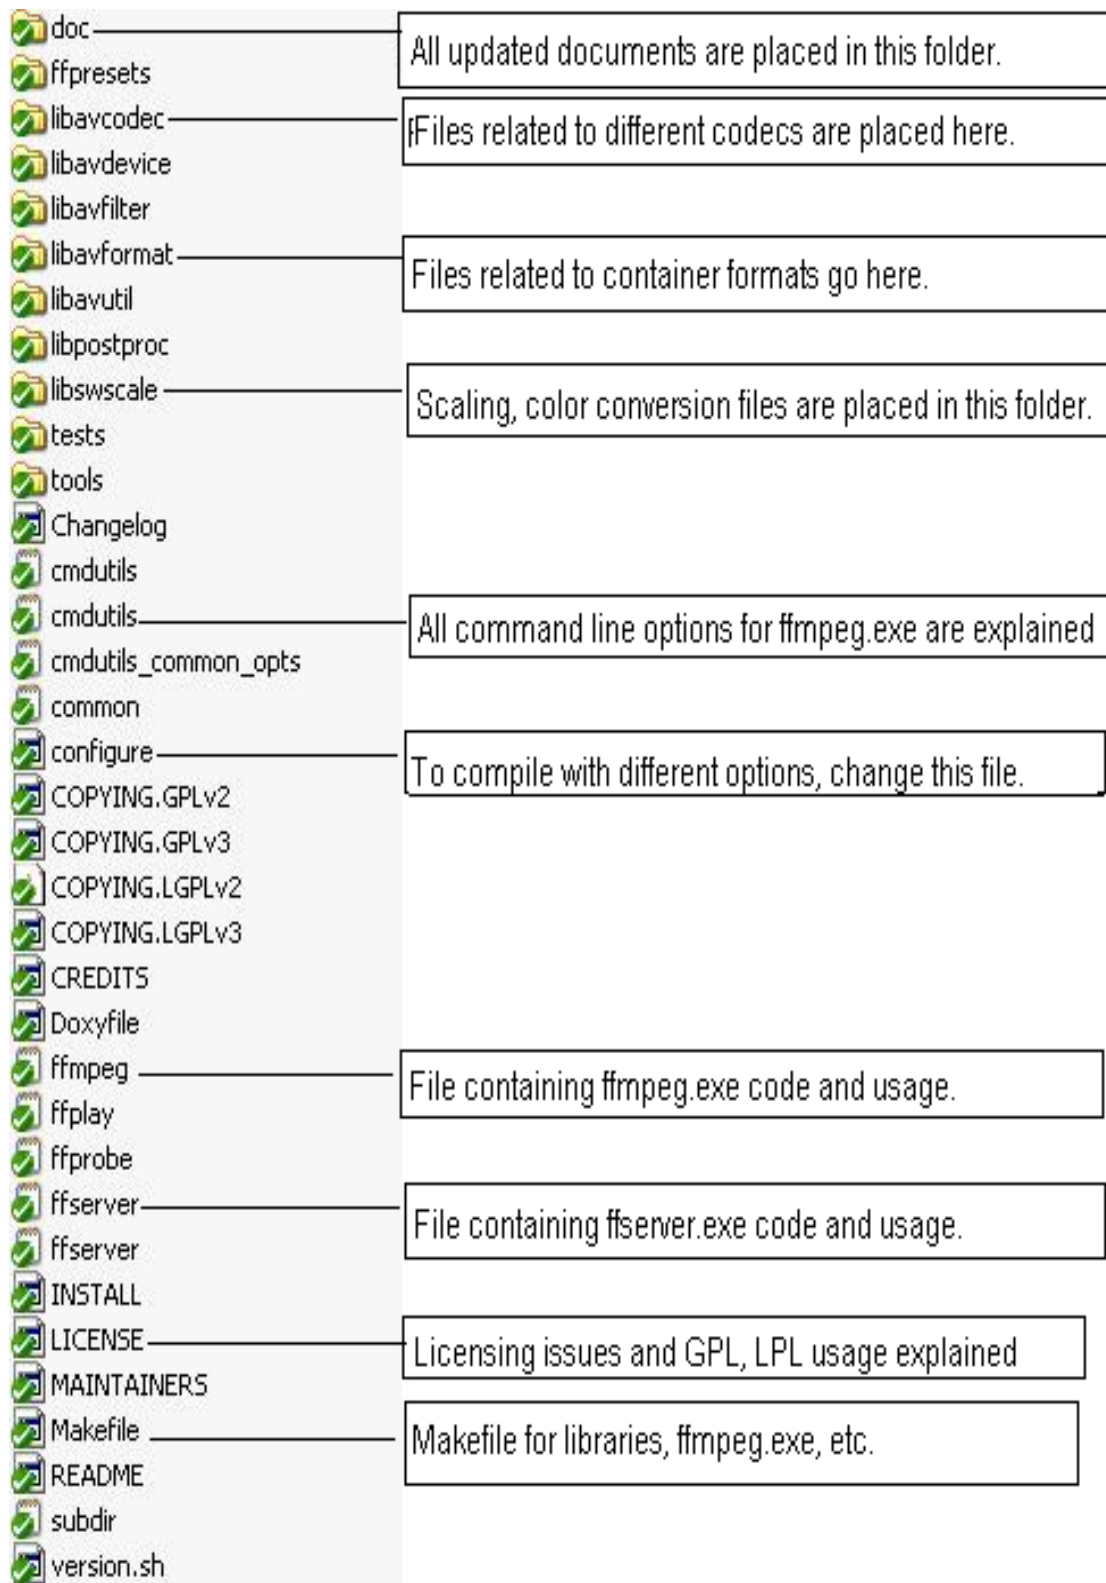 doc
All updated documents are placed in this folder.
ffpresets
libavcodec
Files related to different codecs are placed here.
libavdevice
libavfilter
libavformat
Files related to container formats go here.
libavutil
libpostproc
libswscale
Scaling, color conversion files are placed in this folder.
tests
tools
Changelog
cmdutils
cmdutils
All command line options for ffmpeg.exe are explained
cmdutils_common_opts
common
configure
To compile with different options, change this file.
COPYING.GPLv2
COPYING.GPLv3
COPYING.LGPLv2
COPYING.LGPLv3
CREDITS
Doxyfile
ffmpeg
File containing ffmpeg.exe code and usage.
ffplay
ffprobe
ffserver
File containing ffserver.exe code and usage.
ffserver
INSTALL
LICENSE
Licensing issues and GPL, LPL usage explained
MAINTAINERS
Makefile
Makefile for libraries, ffmpeg.exe, etc.
README
subdir
version.sh